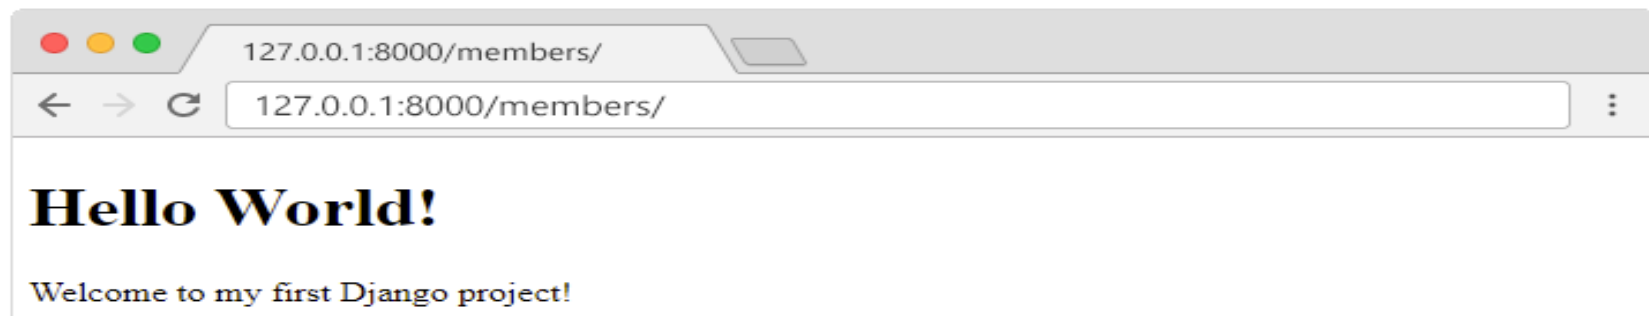 127.0.0.1:8000/members/
127.0.0.1:8000/members/
Hello World!
Welcome to my first Django project!